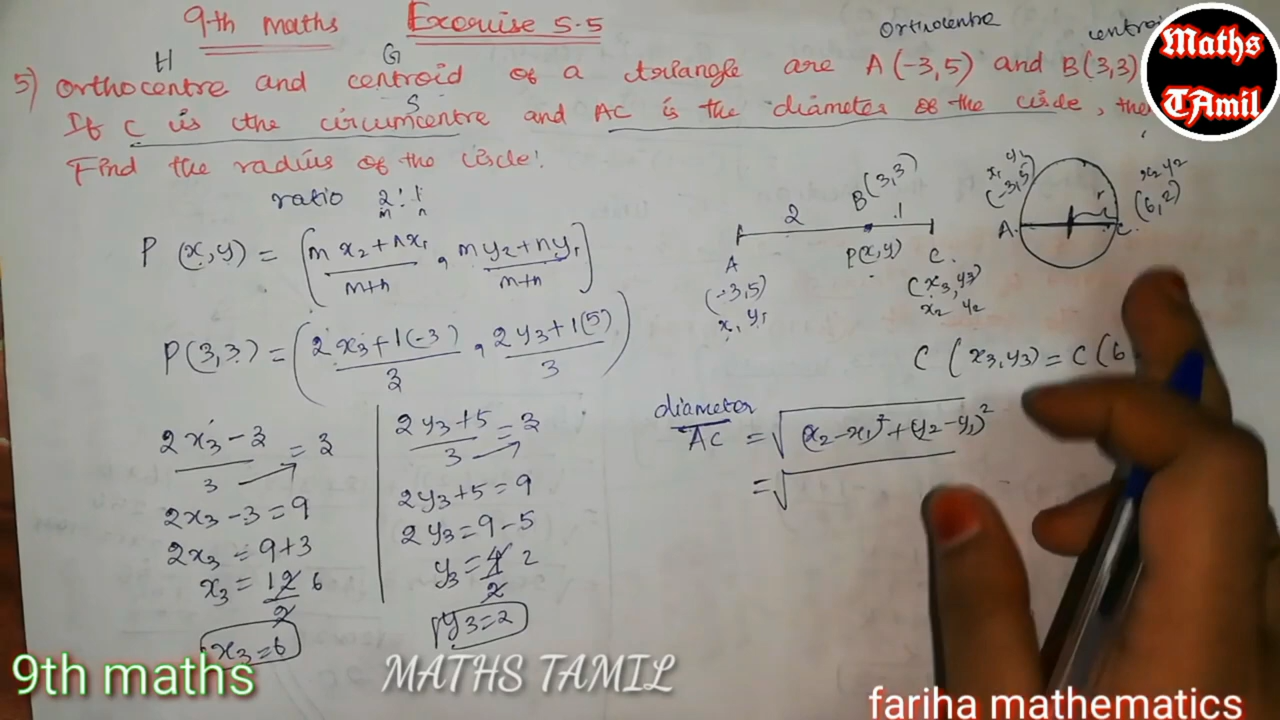 9th maths Exercise 5.5
Orthocentre centroi
H G
5) Orthocentre and centroid of a triangle are A(-3,5) and B(3,3)
S
If C is the circumcentre and AC is the diameter of the circle, the
Find the radius of the circle!
ratio 2:1
m n
P (x,y) = [mx₂+nx₁/m+n , my₂+ny₁/m+n]
P(3,3) = (2x₃+1(-3)/3 , 2y₃+1(5)/3)
2x₃-3/3 = 3
2x₃-3=9
2x₃=9+3
x₃=12/2 6
x₃=6
2y₃+5/3 = 3
2y₃+5=9
2y₃=9-5
y₃=4/2 2
y₃=2
B(3,3)
2 1
A P(x,y) C
(-3,5) (x₃,y₃)
x₁ y₁ x₂ y₂
x₁ y₁ x₂ y₂
(-3,5) (6,2)
r
A C
C (x₃,y₃) = C(6
diameter
AC = √(x₂-x₁)²+(y₂-y₁)²
= √
Maths
TAmil
9th maths
MATHS TAMIL
fariha mathematics